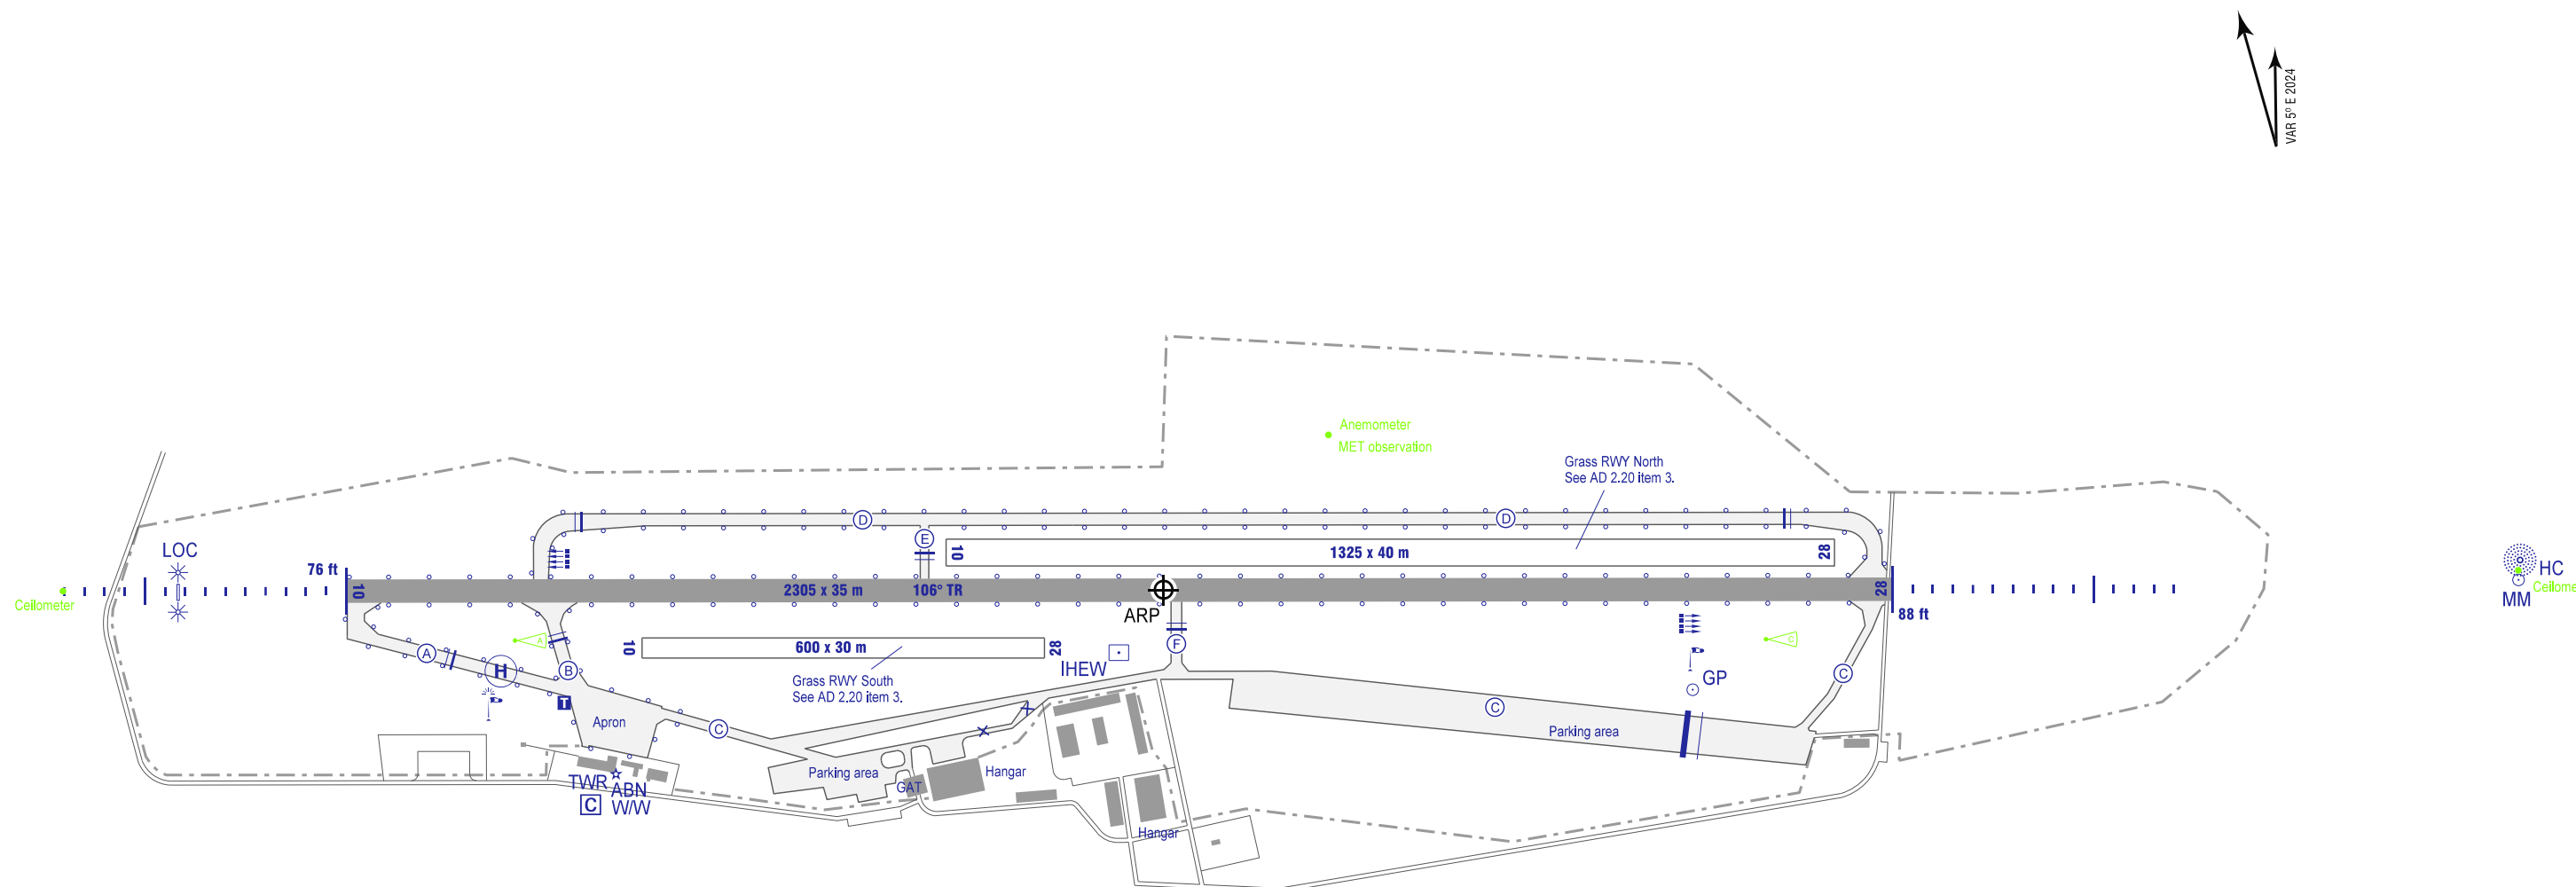 VAR 5º E 2024
Anemometer
MET observation
Grass RWY North
See AD 2.20 item 3.
D
D
E
LOC
10
1325 x 40 m
28
76 ft
HC
Ceilometer
10
2305 x 35 m
106° TR
28
Ceilome
MM
ARP
88 ft
A
C
10
600 x 30 m
28
F
A
H
B
IHEW
C
GP
Grass RWY South
See AD 2.20 item 3.
T
Apron
C
C
Parking area
Parking area
Hangar
GAT
TWR
ABN
C
W/W
Hangar